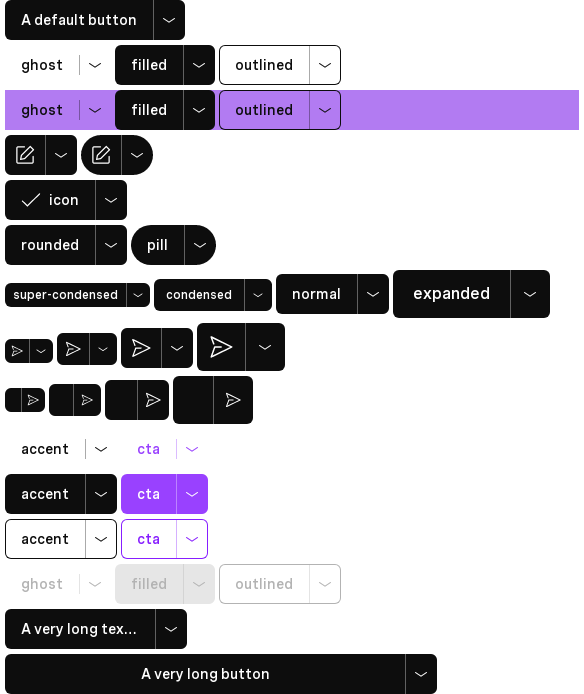 A default button
ghost filled outlined
ghost filled outlined
icon
rounded pill
super-condensed condensed normal expanded
accent cta
accent cta
accent cta
ghost filled outlined
A very long tex...
A very long button